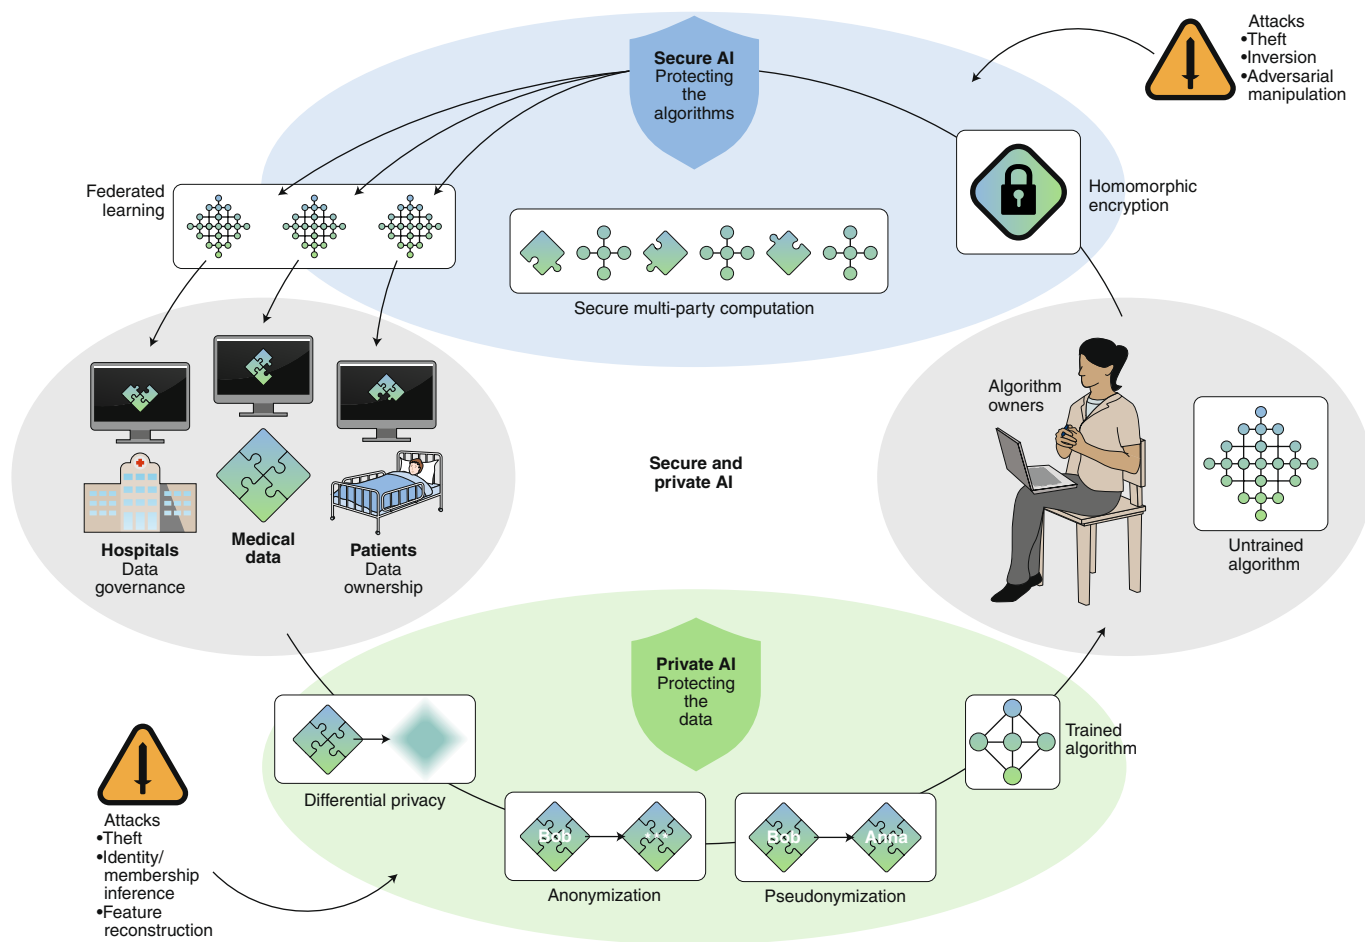 Secure AI
Protecting
the
algorithms
Attacks
•Theft
•Inversion
•Adversarial
manipulation
Federated
learning
Homomorphic
encryption
Secure multi-party computation
Algorithm
owners
Secure and
private AI
Hospitals
Data
governance
Medical
data
Patients
Data
ownership
Untrained
algorithm
Private AI
Protecting
the
data
Trained
algorithm
Differential privacy
Attacks
•Theft
•Identity/
membership
inference
•Feature
reconstruction
Bob
***
Bob
Anna
Anonymization
Pseudonymization